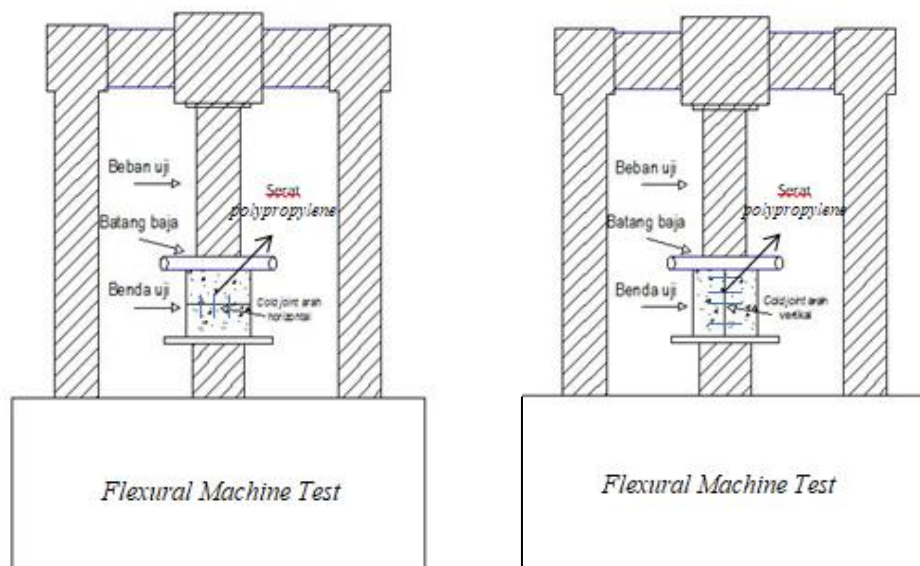 Beban uji
Serat
polypropylene
Batang baja
Benda uji
Cold joint arah
horizontal
Flexural Machine Test
Beban uji
Serat
polypropylene
Batang baja
Benda uji
Cold joint arah
vertikal
Flexural Machine Test